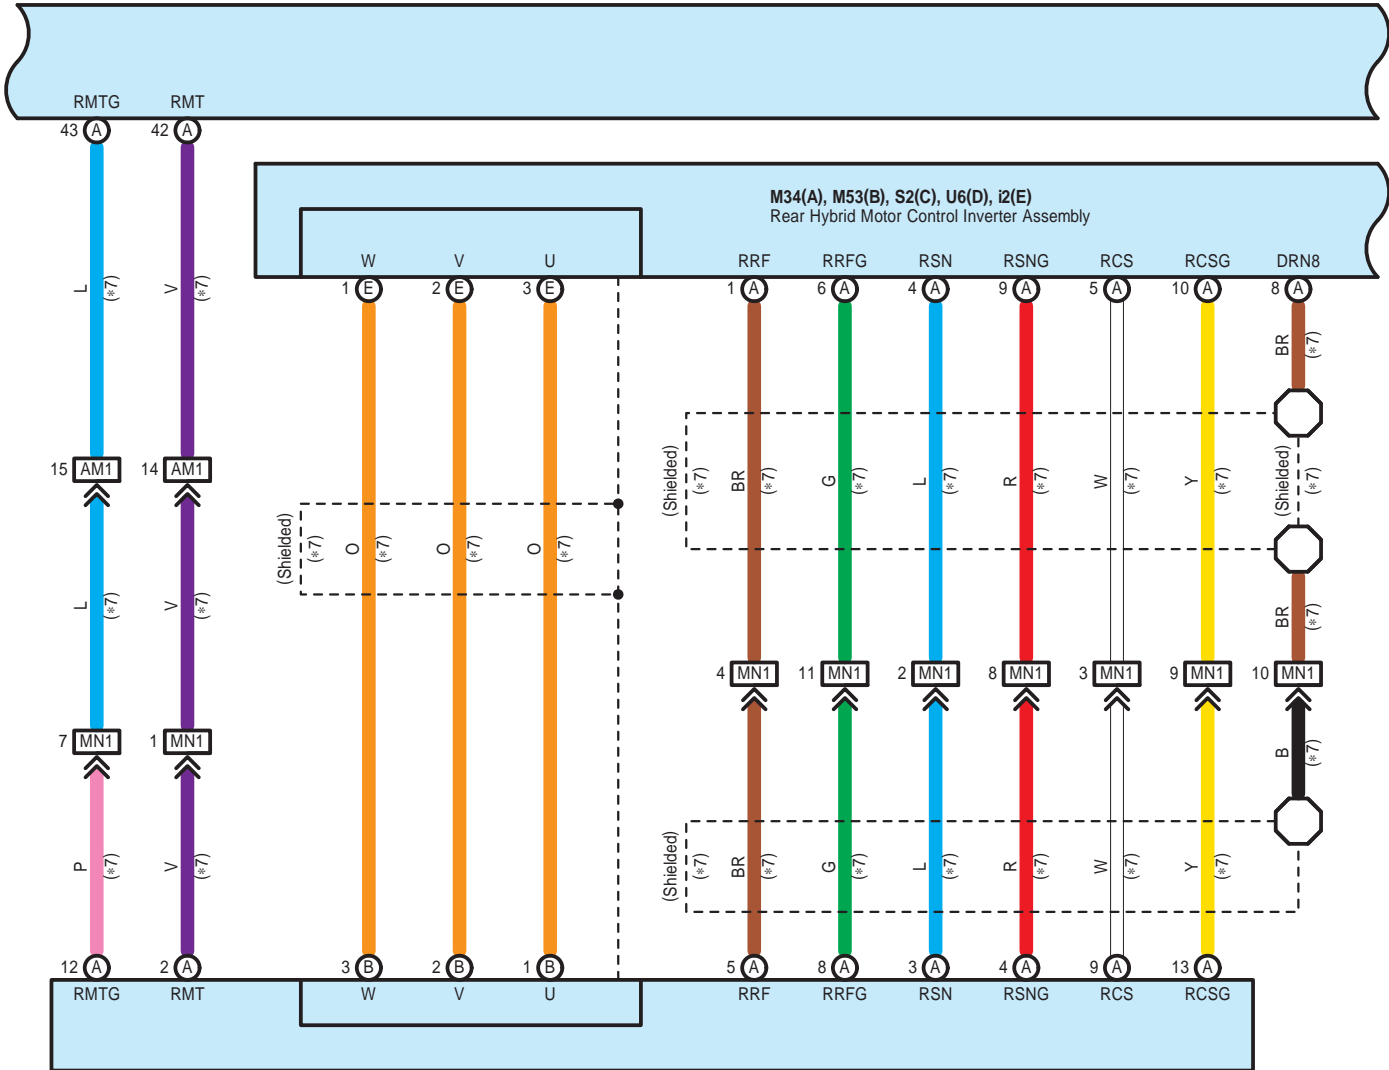 RMTG RMT
43 A 42 A
M34(A), M53(B), S2(C), U6(D), i2(E)
Rear Hybrid Motor Control Inverter Assembly
W V U RRF RRFG RSN RSNG RCS RCSG DRN8
1 E 2 E 3 E 1 A 6 A 4 A 9 A 5 A 10 A 8 A
L (*7) V (*7)
BR (*7)
15 AM1 14 AM1
(Shielded) (*7) BR (*7) G (*7) L (*7) R (*7) W (*7) Y (*7) (Shielded) (*7)
(Shielded) (*7) O (*7) O (*7) O (*7)
L (*7) V (*7) BR (*7)
4 MN1 11 MN1 2 MN1 8 MN1 3 MN1 9 MN1 10 MN1
7 MN1 1 MN1
B (*7)
P (*7) V (*7) (Shielded) (*7) BR (*7) G (*7) L (*7) R (*7) W (*7) Y (*7)
12 A 2 A 3 B 2 B 1 B 5 A 8 A 3 A 4 A 9 A 13 A
RMTG RMT W V U RRF RRFG RSN RSNG RCS RCSG